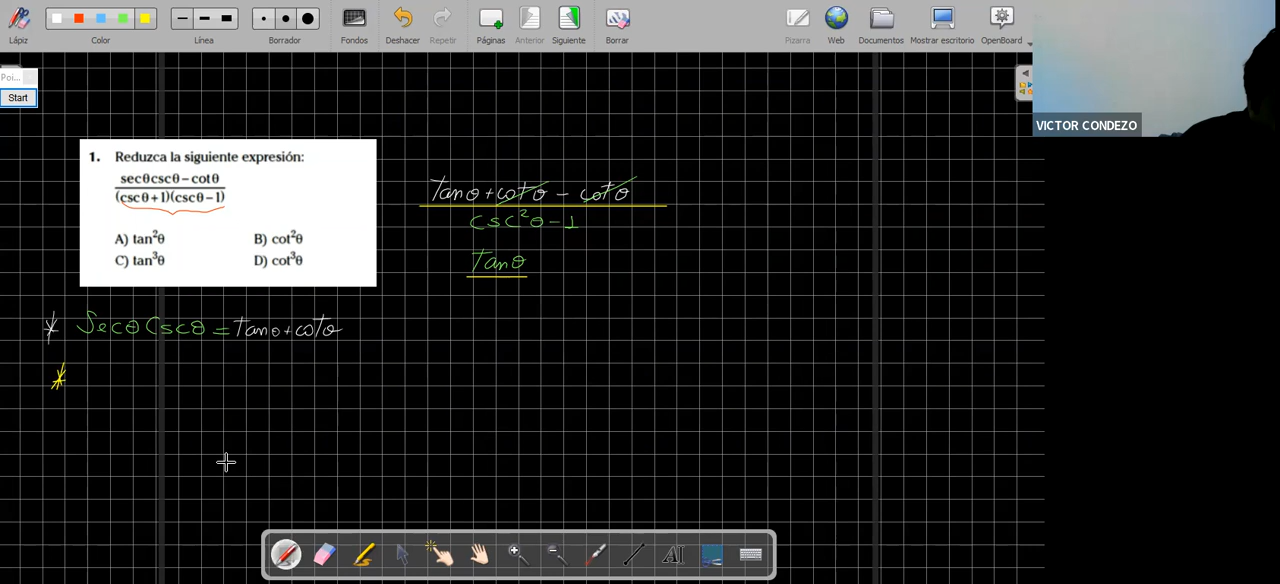 Lápiz
Color
Línea
Borrador
Fondos
Deshacer
Repetir
Páginas
Anterior
Siguiente
Borrar
Pizarra
Web
Documentos
Mostrar escritorio
OpenBoard
Poi...
Start
VICTOR CONDEZO
1. Reduzca la siguiente expresión:
secθcscθ – cotθ
(cscθ + 1)(cscθ – 1)
A) tan²θ B) cot²θ
C) tan³θ D) cot³θ
Tanθ + cotθ – cotθ
Csc²θ – 1
Tanθ
* Secθ Cscθ = Tanθ + cotθ
*
AI